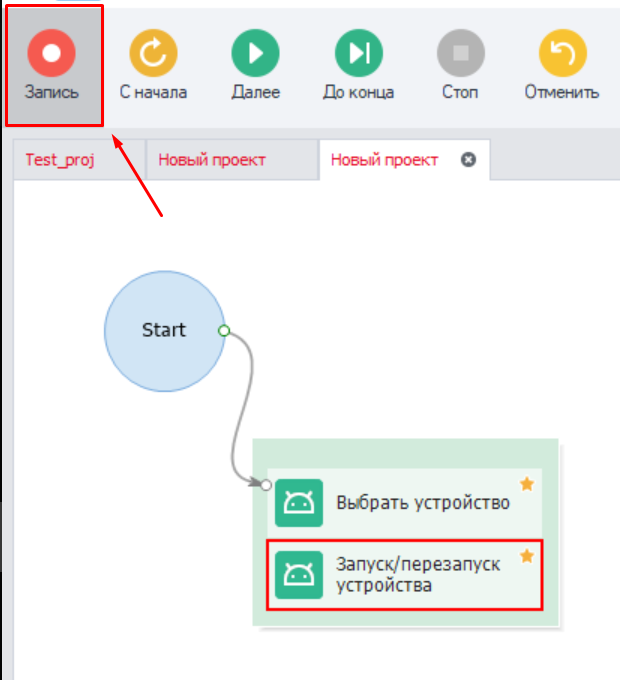 Запись С начала Далее До конца Стоп Отменить
Test_proj Новый проект Новый проект
Start
Выбрать устройство
Запуск/перезапуск
устройства